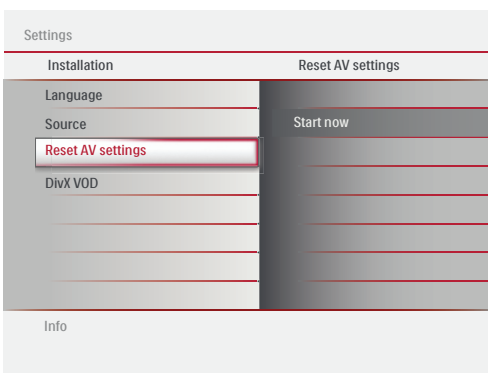 Settings
Installation
Reset AV settings
Language
Source
Start now
Reset AV settings
DivX VOD
Info